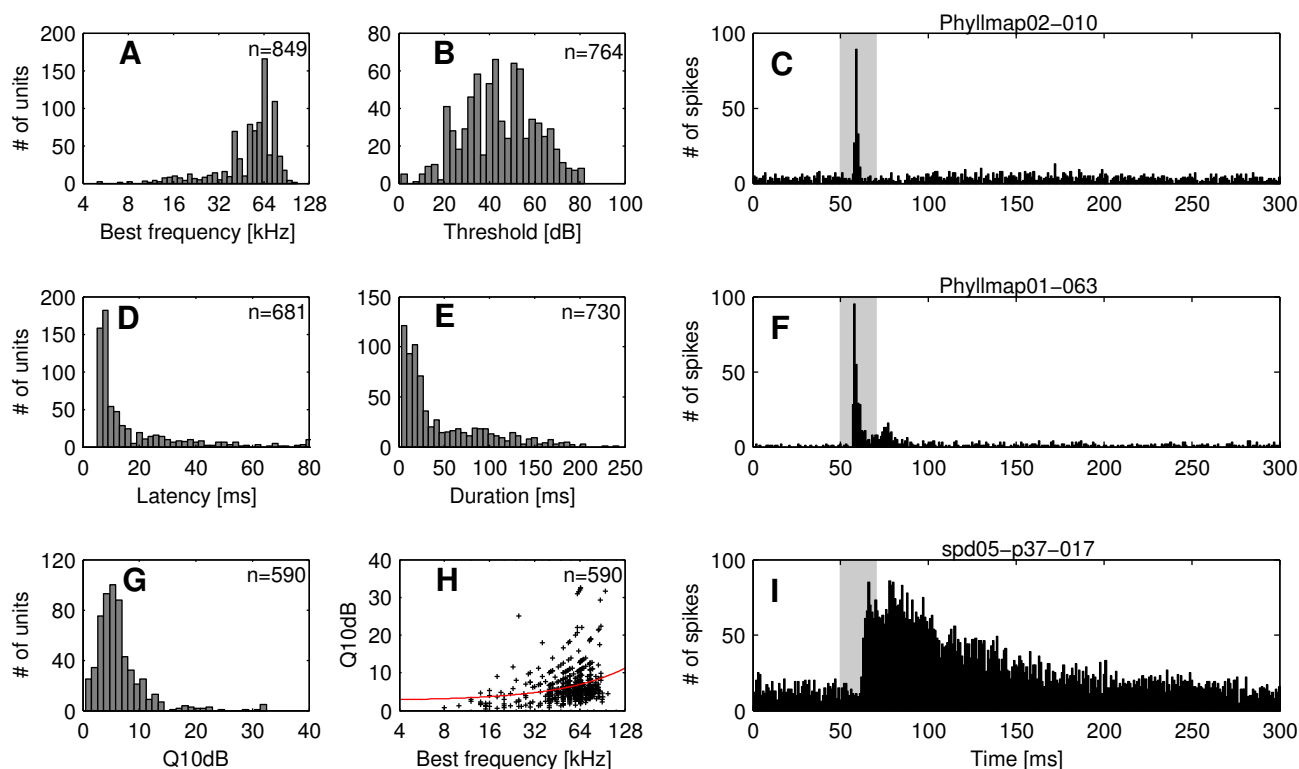 A
n=849
200
150
100
50
0
# of units
4 8 16 32 64 128
Best frequency [kHz]
B
n=764
80
60
40
20
0
0 20 40 60 80 100
Threshold [dB]
Phyllmap02−010
C
100
50
0
# of spikes
0 50 100 150 200 250 300
D
n=681
200
150
100
50
0
# of units
0 20 40 60 80
Latency [ms]
E
n=730
150
100
50
0
0 50 100 150 200 250
Duration [ms]
Phyllmap01−063
F
100
50
0
# of spikes
0 50 100 150 200 250 300
G
n=590
120
80
40
0
# of units
0 10 20 30 40
Q10dB
H
n=590
40
30
20
10
0
Q10dB
4 8 16 32 64 128
Best frequency [kHz]
spd05−p37−017
I
100
50
0
# of spikes
0 50 100 150 200 250 300
Time [ms]